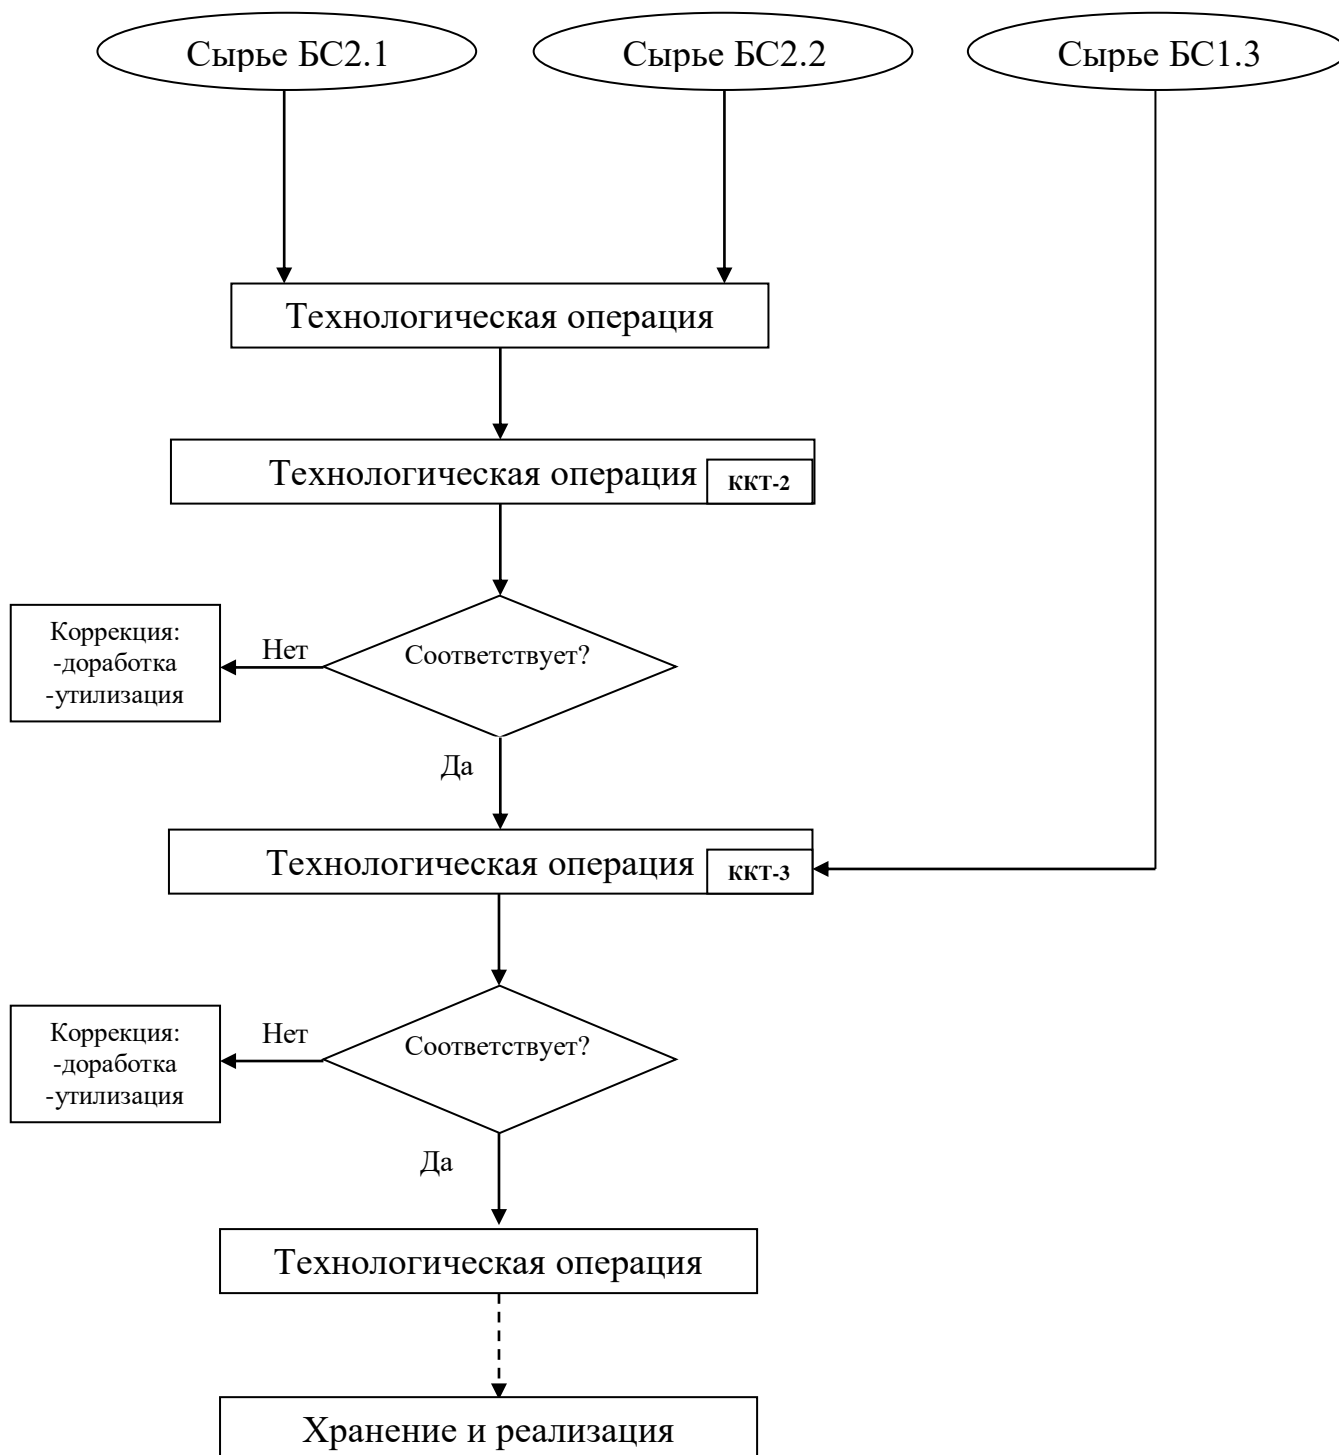 Сырье БС2.1
Сырье БС2.2
Сырье БС1.3
Технологическая операция
Технологическая операция
ККТ-2
Коррекция:
-доработка
-утилизация
Нет
Соответствует?
Да
Технологическая операция
ККТ-3
Коррекция:
-доработка
-утилизация
Нет
Соответствует?
Да
Технологическая операция
Хранение и реализация